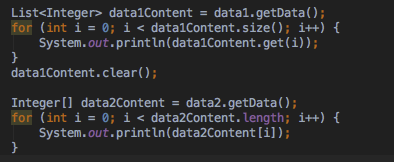 List<Integer> data1Content = data1.getData();
for (int i = 0; i < data1Content.size(); i++) {
    System.out.println(data1Content.get(i));
}
data1Content.clear();

Integer[] data2Content = data2.getData();
for (int i = 0; i < data2Content.length; i++) {
    System.out.println(data2Content[i]);
}